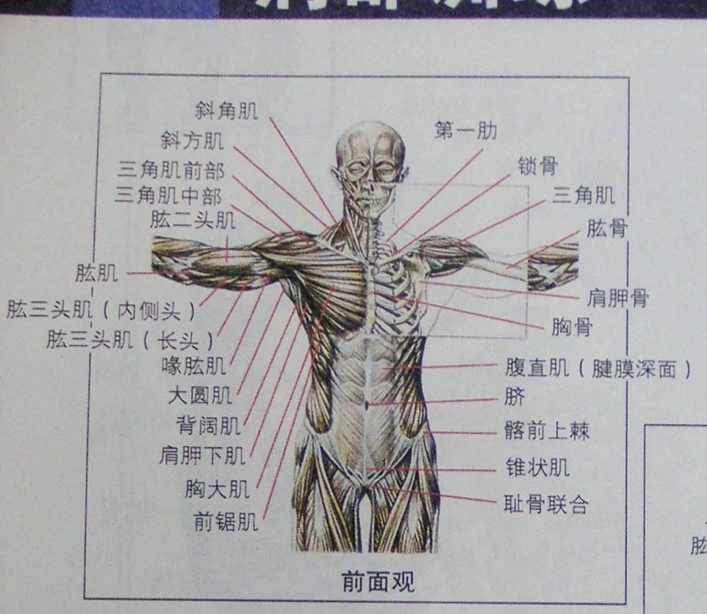 斜角肌
斜方肌
三角肌前部
三角肌中部
肱二头肌
肱肌
肱三头肌（内侧头）
肱三头肌（长头）
喙肱肌
大圆肌
背阔肌
肩胛下肌
胸大肌
前锯肌
第一肋
锁骨
三角肌
肱骨
肩胛骨
胸骨
腹直肌（腱膜深面）
脐
髂前上棘
锥状肌
耻骨联合
前面观
肱